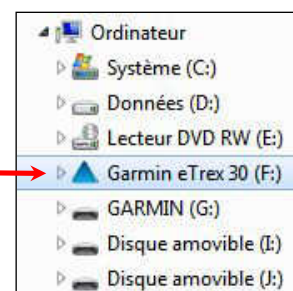 Ordinateur
Système (C:)
Données (D:)
Lecteur DVD RW (E:)
Garmin eTrex 30 (F:)
GARMIN (G:)
Disque amovible (I:)
Disque amovible (J:)